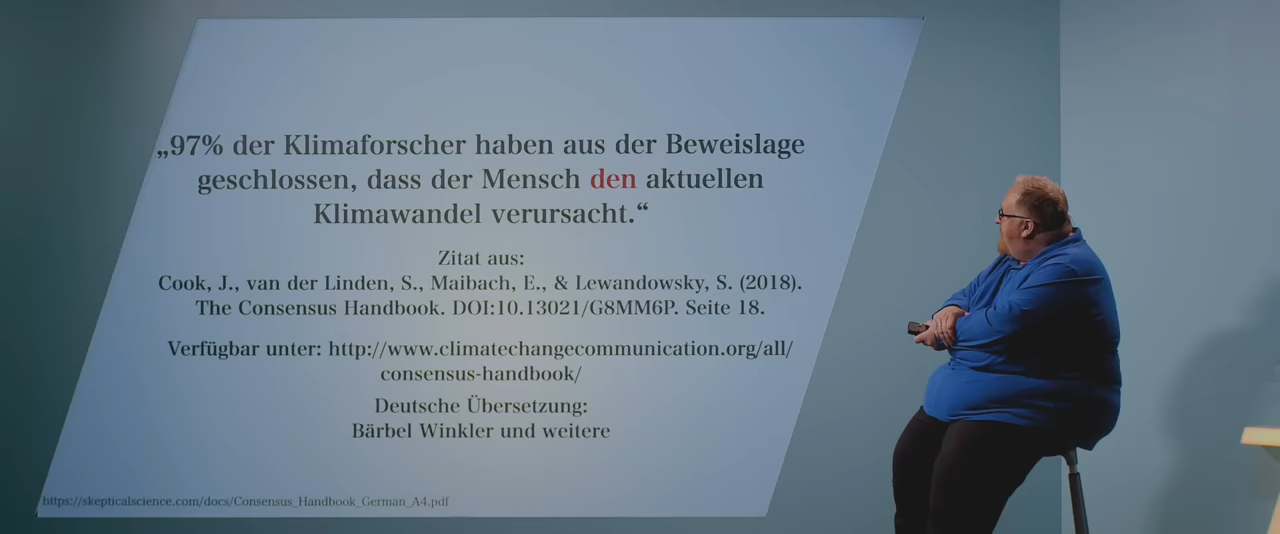 „97% der Klimaforscher haben aus der Beweislage
geschlossen, dass der Mensch den aktuellen
Klimawandel verursacht.“
Zitat aus:
Cook, J., van der Linden, S., Maibach, E., & Lewandowsky, S. (2018).
The Consensus Handbook. DOI:10.13021/G8MM6P. Seite 18.
Verfügbar unter: http://www.climatechangecommunication.org/all/
consensus-handbook/
Deutsche Übersetzung:
Bärbel Winkler und weitere
https://skepticalscience.com/docs/Consensus_Handbook_German_A4.pdf